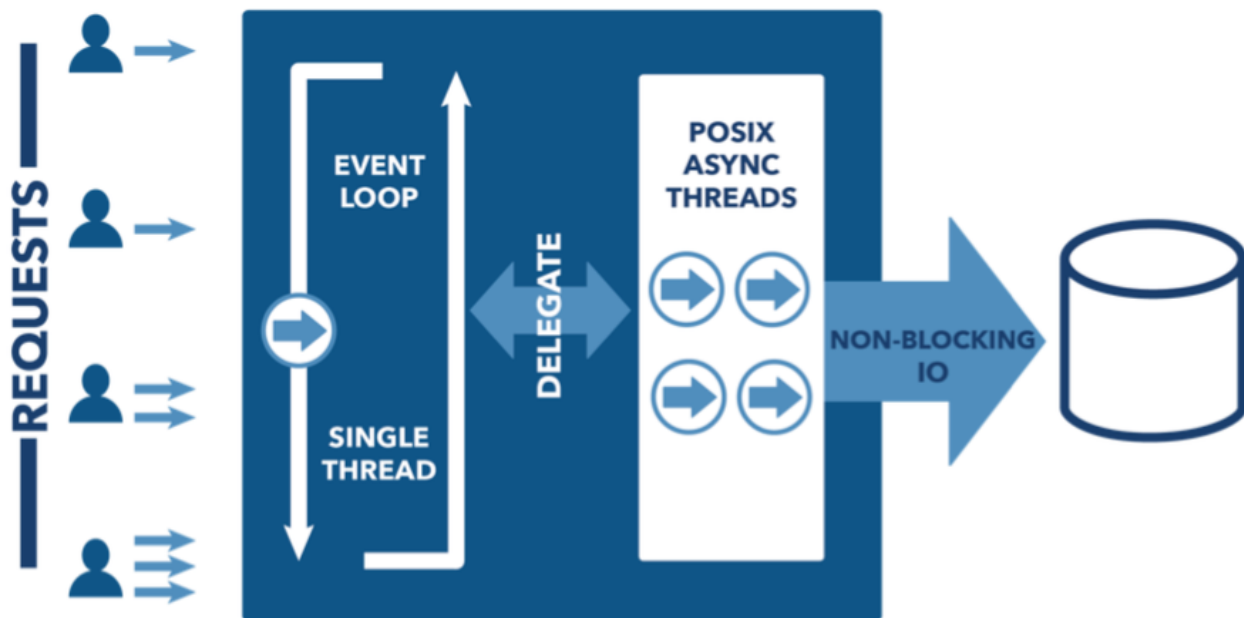 REQUESTS
EVENT
LOOP
SINGLE
THREAD
DELEGATE
POSIX
ASYNC
THREADS
NON-BLOCKING
IO